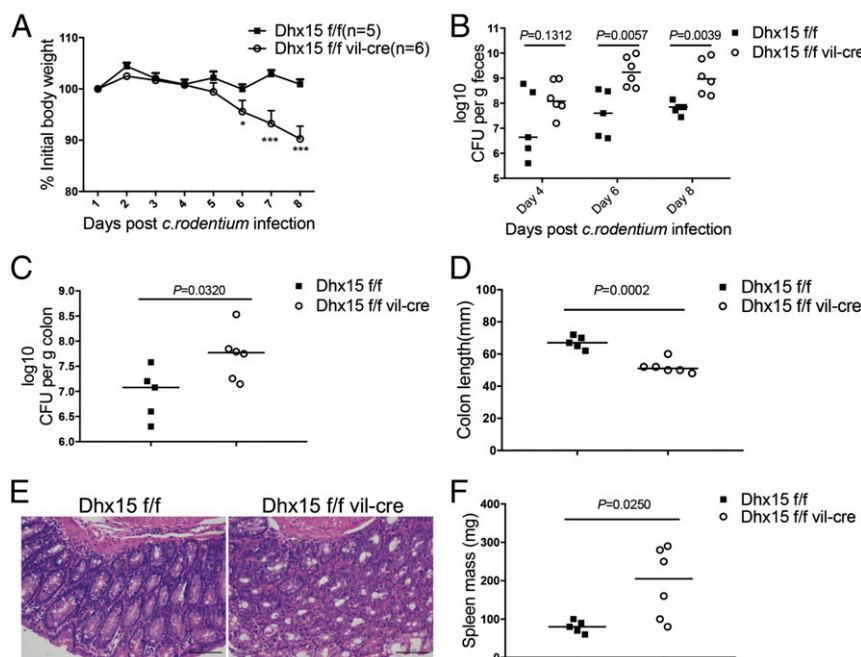 A
Dhx15 f/f(n=5)
Dhx15 f/f vil-cre(n=6)
% Initial body weight
120
110
100
90
80
*
***
***
1 2 3 4 5 6 7 8
Days post c.rodentium infection
B
Dhx15 f/f
Dhx15 f/f vil-cre
P=0.1312 P=0.0057 P=0.0039
log10
CFU per g feces
11
10
9
8
7
6
5
Day 4 Day 6 Day 8
Days post c.rodentium infection
C
Dhx15 f/f
Dhx15 f/f vil-cre
P=0.0320
log10
CFU per g colon
9.0
8.5
8.0
7.5
7.0
6.5
6.0
D
Dhx15 f/f
Dhx15 f/f vil-cre
P=0.0002
Colon length(mm)
100
80
60
40
20
0
E
Dhx15 f/f Dhx15 f/f vil-cre
F
Dhx15 f/f
Dhx15 f/f vil-cre
P=0.0250
Spleen mass (mg)
400
300
200
100
0